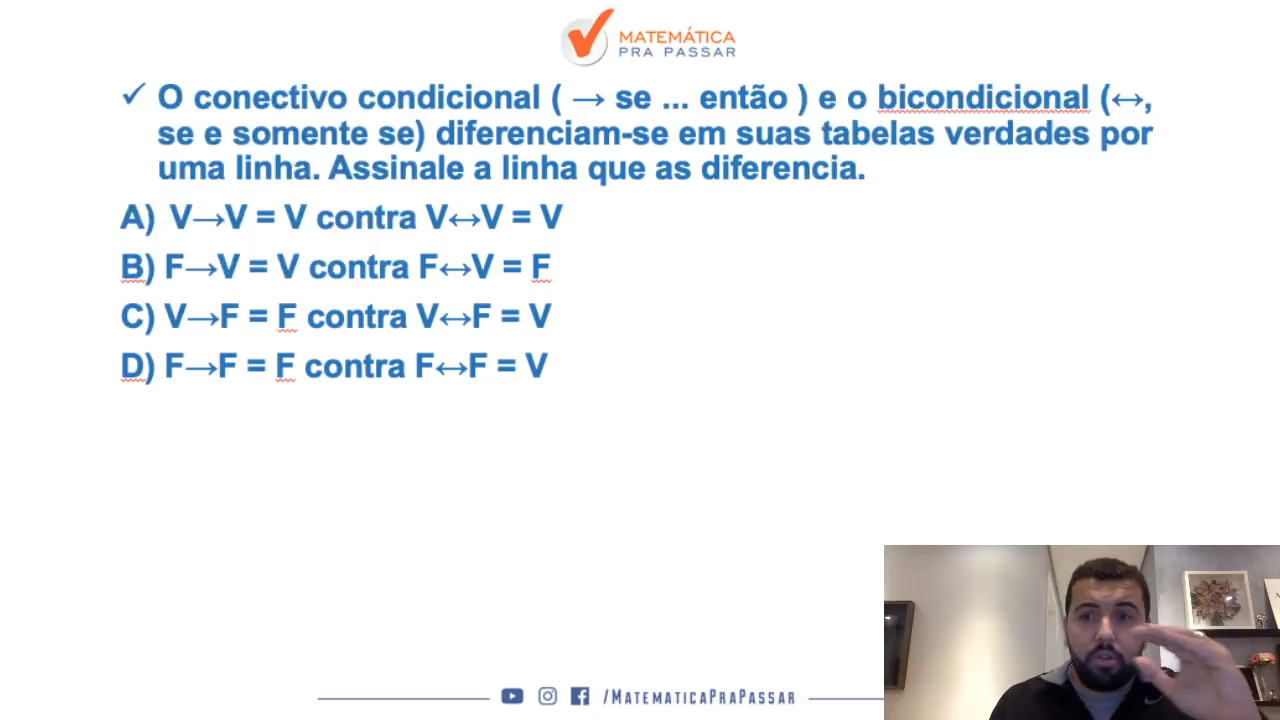 MATEMÁTICA
PRA PASSAR
✓ O conectivo condicional ( → se ... então ) e o bicondicional (↔,
se e somente se) diferenciam-se em suas tabelas verdades por
uma linha. Assinale a linha que as diferencia.
A) V→V = V contra V↔V = V
B) F→V = V contra F↔V = F
C) V→F = F contra V↔F = V
D) F→F = F contra F↔F = V
/MATEMATICAPRAPASSAR